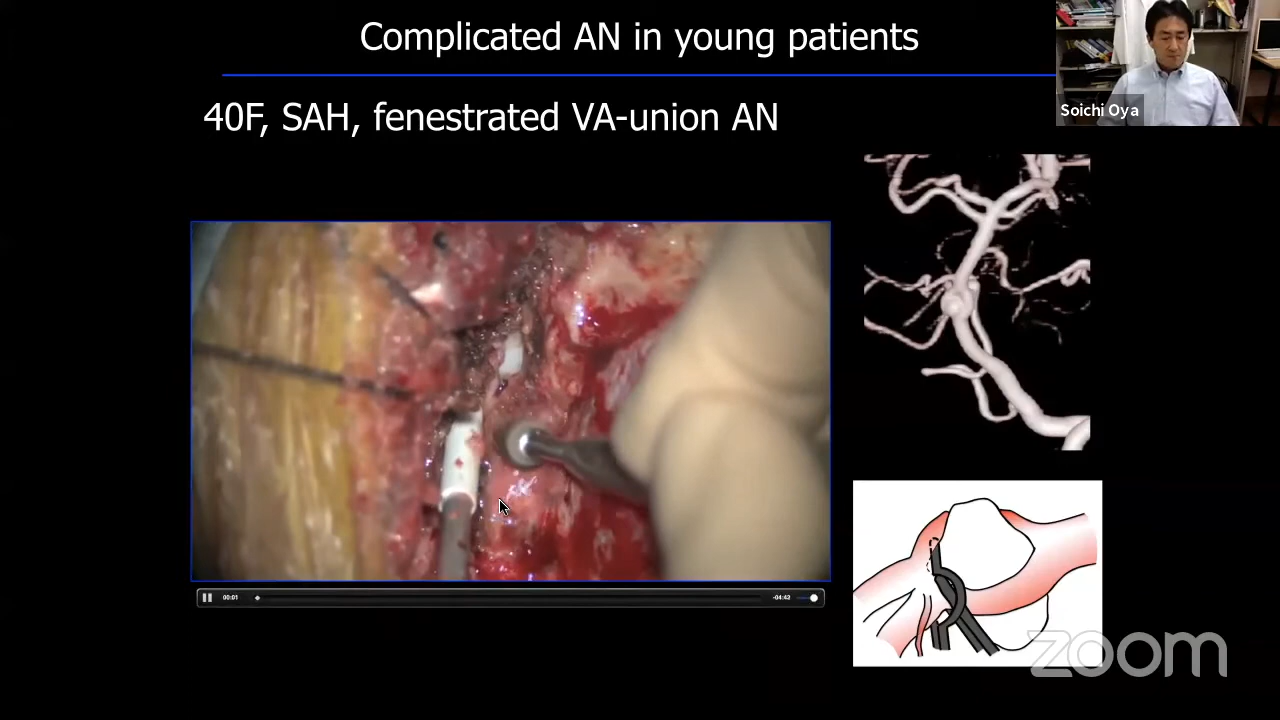 Complicated AN in young patients
Soichi Oya
40F, SAH, fenestrated VA-union AN
00:01
-04:42
zoom